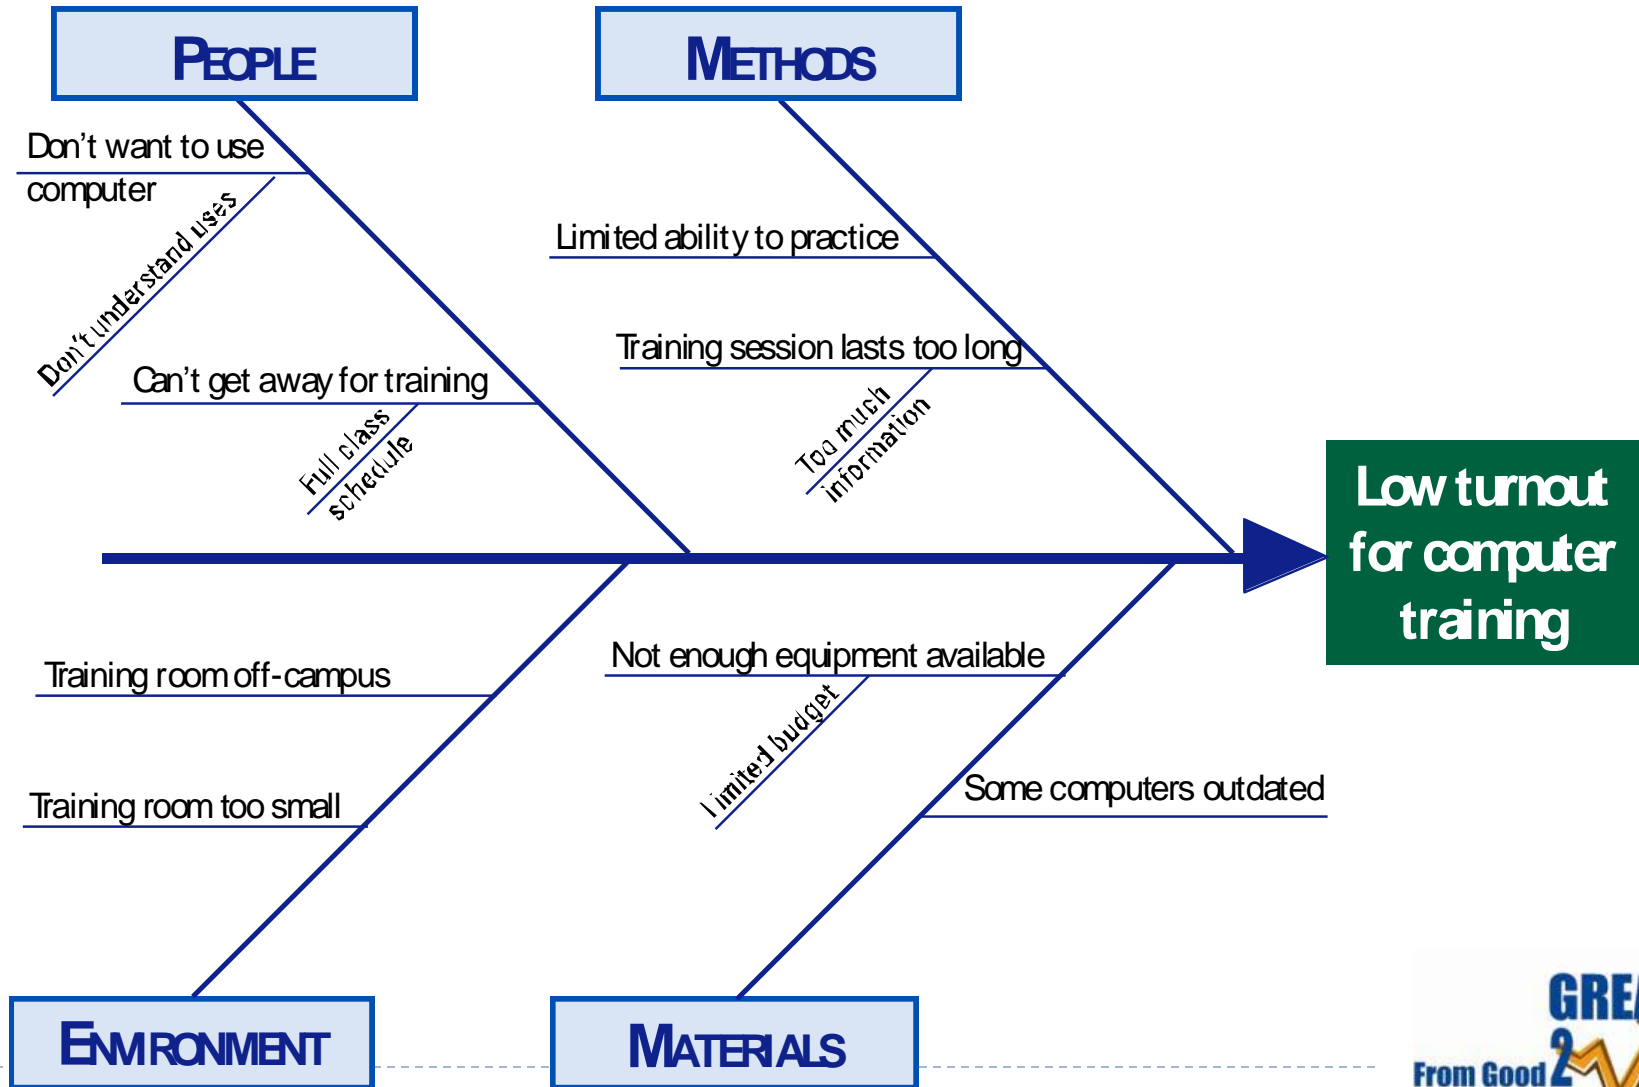 PEOPLE
METHODS
Don't want to use
computer
Don't understand uses
Limited ability to practice
Training session lasts too long
Too much
information
Can't get away for training
Full class
schedule
Low turnout
for computer
training
Training room off-campus
Training room too small
Not enough equipment available
Limited budget
Some computers outdated
ENVIRONMENT
MATERIALS
GREA
From Good 2